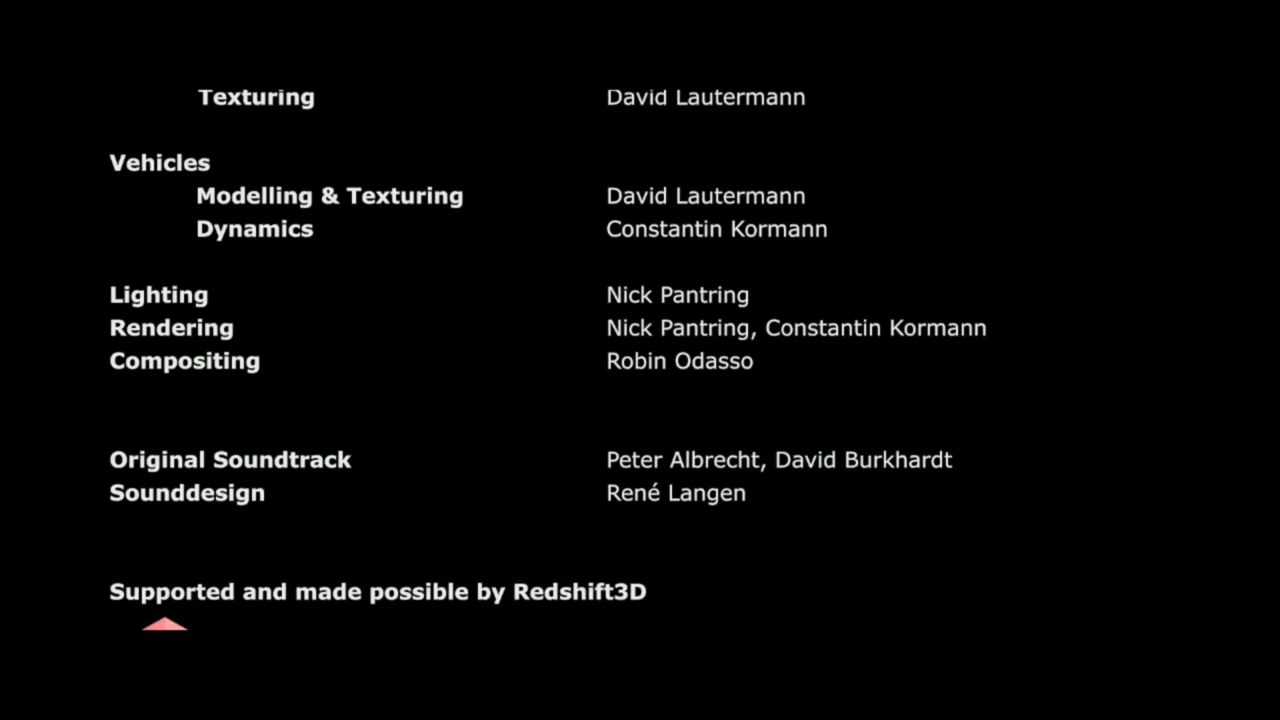 Texturing David Lautermann
Vehicles
Modelling & Texturing David Lautermann
Dynamics Constantin Kormann
Lighting Nick Pantring
Rendering Nick Pantring, Constantin Kormann
Compositing Robin Odasso
Original Soundtrack Peter Albrecht, David Burkhardt
Sounddesign René Langen
Supported and made possible by Redshift3D